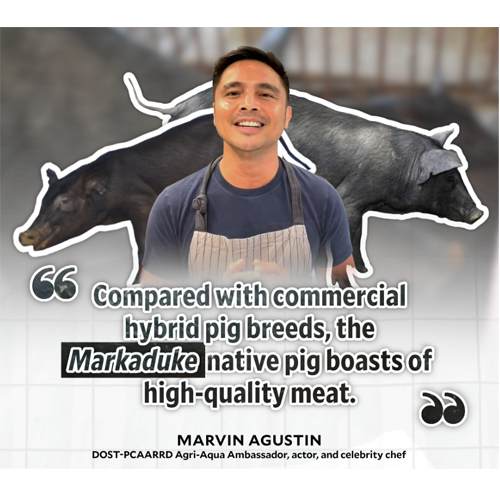 “ Compared with commercial
hybrid pig breeds, the
Markaduke native pig boasts of
high-quality meat. ”
MARVIN AGUSTIN
DOST-PCAARRD Agri-Aqua Ambassador, actor, and celebrity chef